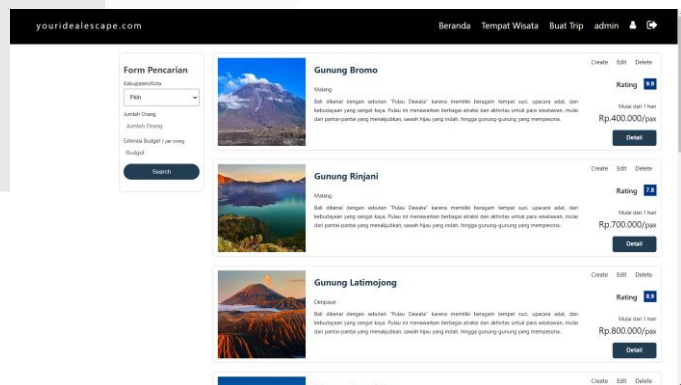 youridealescape.com
Beranda Tempat Wisata Buat Trip admin
Form Pencarian
Kabupaten/Kota
Pilih
Jumlah Orang
Jumlah Orang
Estimasi Budget / per orang
Budget
Search
Gunung Bromo
Malang
Bali dikenal dengan sebutan "Pulau Dewata" karena memiliki beragam tempat suci, upacara adat, dan
kebudayaan yang sangat kaya. Pulau ini menawarkan berbagai atraksi dan aktivitas untuk para wisatawan, mulai
dari pantai-pantai yang menakjubkan, sawah hijau yang indah, hingga gunung-gunung yang mempesona.
Create Edit Delete
Rating 9.9
Mulai dari 1 hari
Rp.400.000/pax
Detail
Gunung Rinjani
Malang
Bali dikenal dengan sebutan "Pulau Dewata" karena memiliki beragam tempat suci, upacara adat, dan
kebudayaan yang sangat kaya. Pulau ini menawarkan berbagai atraksi dan aktivitas untuk para wisatawan, mulai
dari pantai-pantai yang menakjubkan, sawah hijau yang indah, hingga gunung-gunung yang mempesona.
Create Edit Delete
Rating 7.8
Mulai dari 1 hari
Rp.700.000/pax
Detail
Gunung Latimojong
Denpasar
Bali dikenal dengan sebutan "Pulau Dewata" karena memiliki beragam tempat suci, upacara adat, dan
kebudayaan yang sangat kaya. Pulau ini menawarkan berbagai atraksi dan aktivitas untuk para wisatawan, mulai
dari pantai-pantai yang menakjubkan, sawah hijau yang indah, hingga gunung-gunung yang mempesona.
Create Edit Delete
Rating 8.9
Mulai dari 1 hari
Rp.800.000/pax
Detail
Create Edit Delete